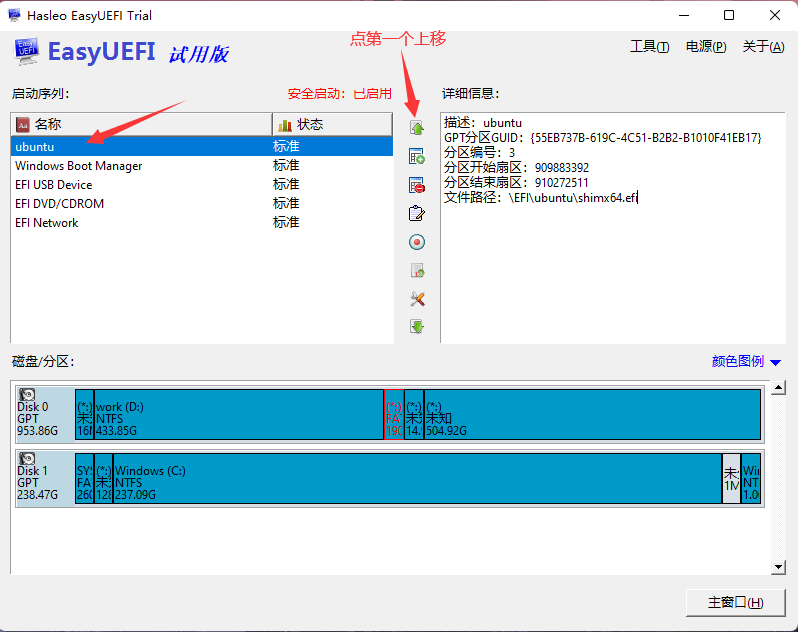 Hasleo EasyUEFI Trial
EasyUEFI 试用版
点第一个上移
工具(T) 电源(P) 关于(A)
启动序列:
安全启动: 已启用
详细信息:
名称 状态
ubuntu 标准
Windows Boot Manager 标准
EFI USB Device 标准
EFI DVD/CDROM 标准
EFI Network 标准
描述: ubuntu
GPT分区GUID: {55EB737B-619C-4C51-B2B2-B1010F41EB17}
分区编号: 3
分区开始扇区: 909883392
分区结束扇区: 910272511
文件路径: \EFI\ubuntu\shimx64.efi
磁盘/分区:
颜色图例
Disk 0
GPT
953.86G
(*:)
16M
work (D:)
NTFS
433.85G
(*:)
FA
190
(*:)
14.
(*:)
未知
504.92G
Disk 1
GPT
238.47G
SYS
FA
260
(*:)
128
Windows (C:)
NTFS
237.09G
未
1M
Wi
NT
1.0
主窗口(H)